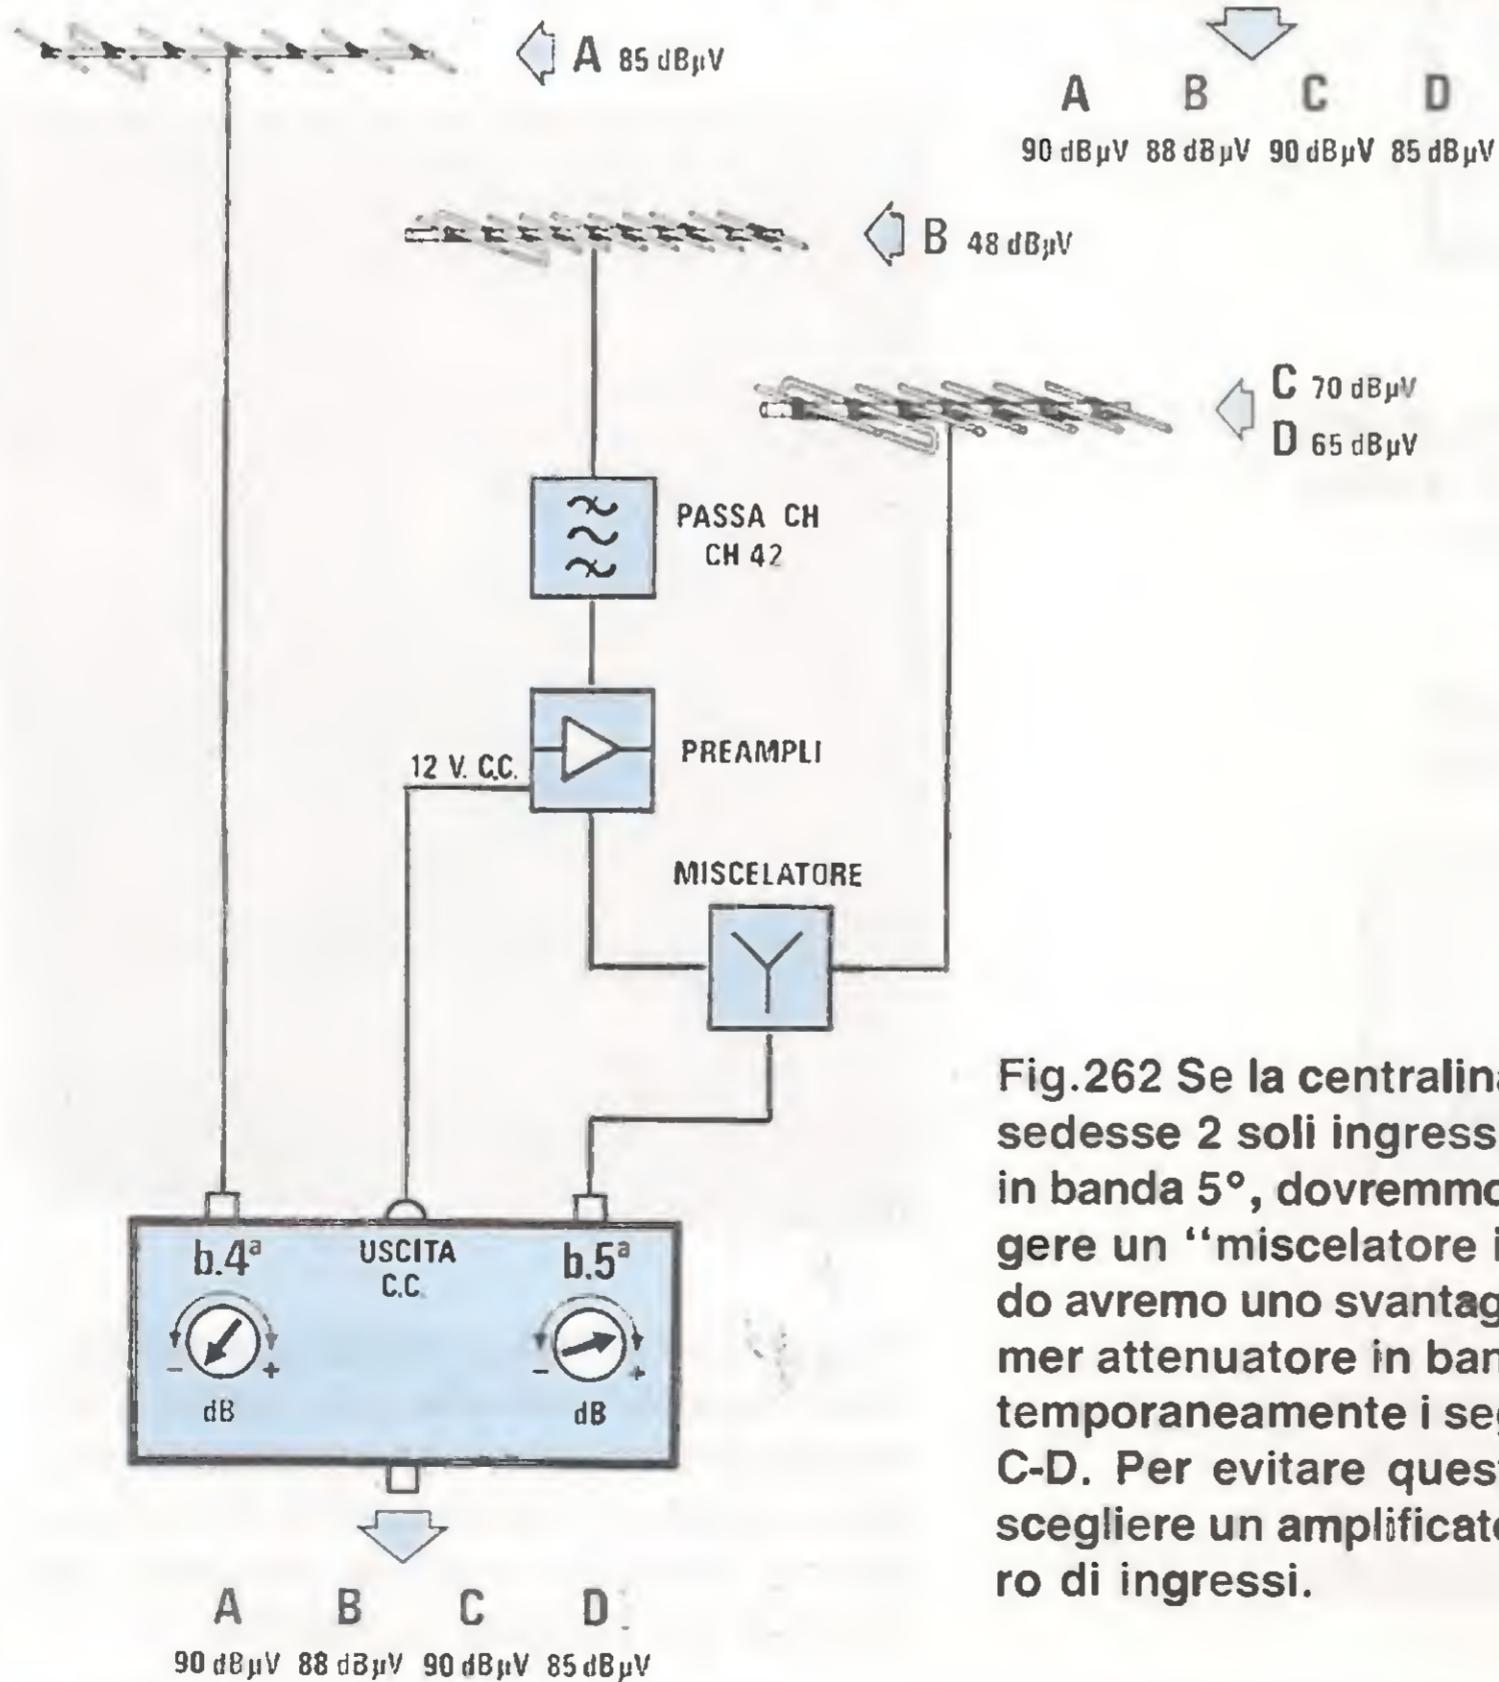 A 85 dBµV
A B C D
90 dBµV 88 dBµV 90 dBµV 85 dBµV
B 48 dBµV
C 70 dBµV
D 65 dBµV
PASSA CH
CH 42
12 V. C.C.
PREAMPLI
MISCELATORE
b.4ª
USCITA
C.C.
b.5ª
- +
dB
- +
dB
A B C D
90 dBµV 88 dBµV 90 dBµV 85 dBµV
Fig.262 Se la centralina
sedesse 2 soli ingress
in banda 5°, dovremmo
gere un “miscelatore i
do avremo uno svantag
mer attenuatore in ban
temporaneamente i seg
C-D. Per evitare quest
scegliere un amplificato
ro di ingressi.